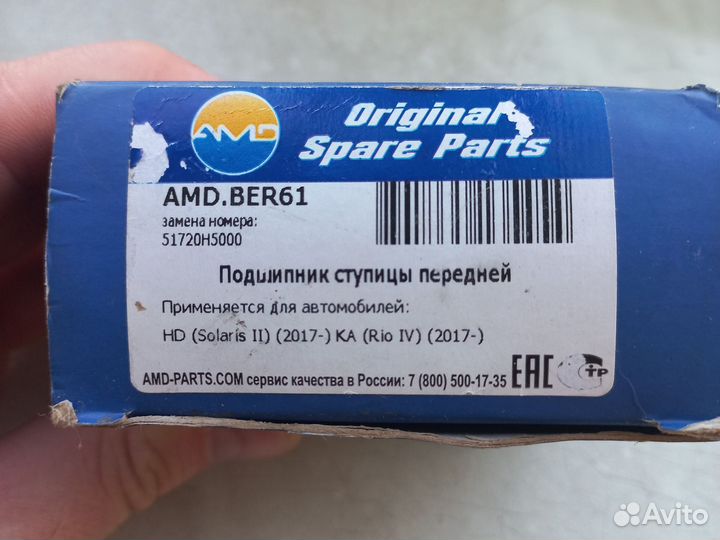 AMD
Original
Spare Parts
AMD.BER61
замена номера:
51720H5000
Подшипник ступицы передней
Применяется для автомобилей:
HD (Solaris II) (2017-) KA (Rio IV) (2017-)
AMD-PARTS.COM сервис качества в России: 7 (800) 500-17-35
EAC
тр
Avito